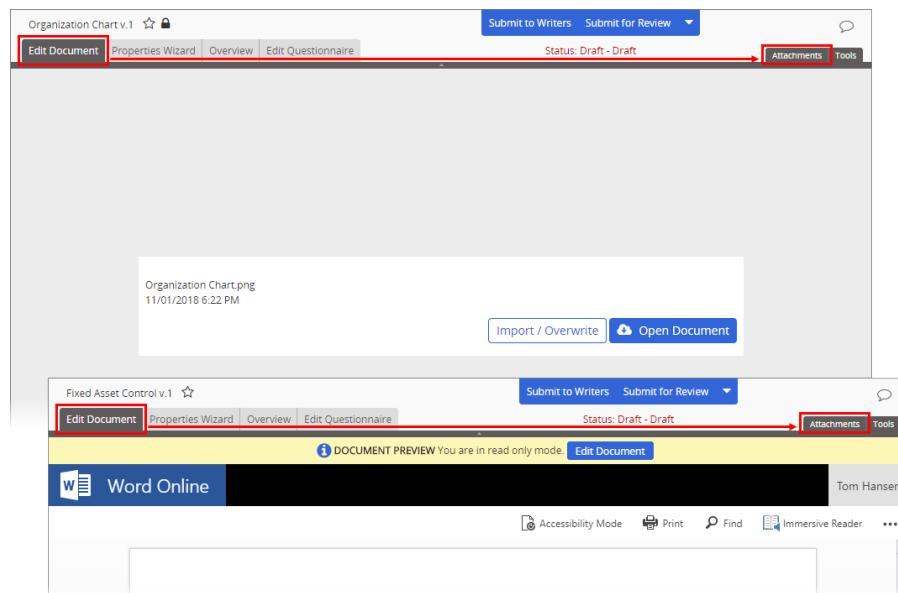 Organization Chart v.1
Submit to Writers Submit for Review
Edit Document Properties Wizard Overview Edit Questionnaire
Status: Draft - Draft
Attachments Tools
Organization Chart.png
11/01/2018 6:22 PM
Import / Overwrite Open Document
Fixed Asset Control v.1
Submit to Writers Submit for Review
Edit Document Properties Wizard Overview Edit Questionnaire
Status: Draft - Draft
Attachments Tools
DOCUMENT PREVIEW You are in read only mode. Edit Document
W Word Online
Tom Hansen
Accessibility Mode Print Find Immersive Reader